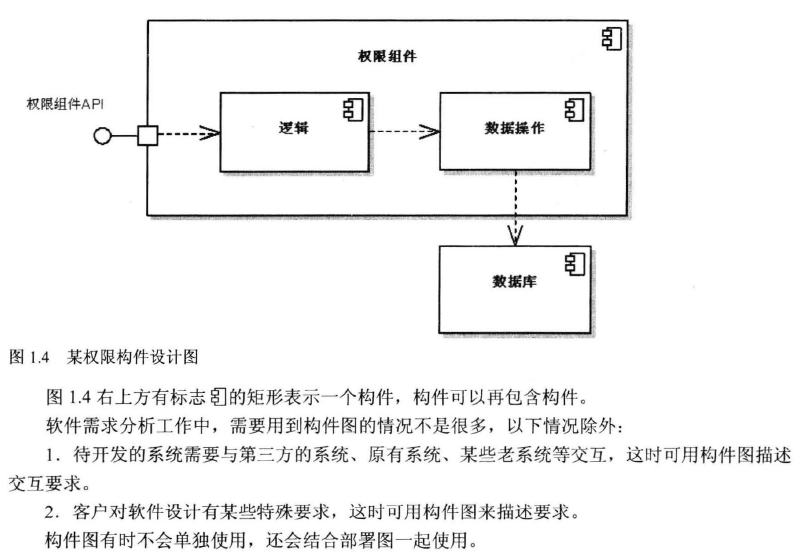 权限组件
权限组件API
逻辑
数据操作
数据库
图 1.4 某权限构件设计图
图 1.4 右上方有标志的矩形表示一个构件，构件可以再包含构件。
软件需求分析工作中，需要用到构件图的情况不是很多，以下情况除外：
1．待开发的系统需要与第三方的系统、原有系统、某些老系统等交互，这时可用构件图描述
交互要求。
2．客户对软件设计有某些特殊要求，这时可用构件图来描述要求。
构件图有时不会单独使用，还会结合部署图一起使用。